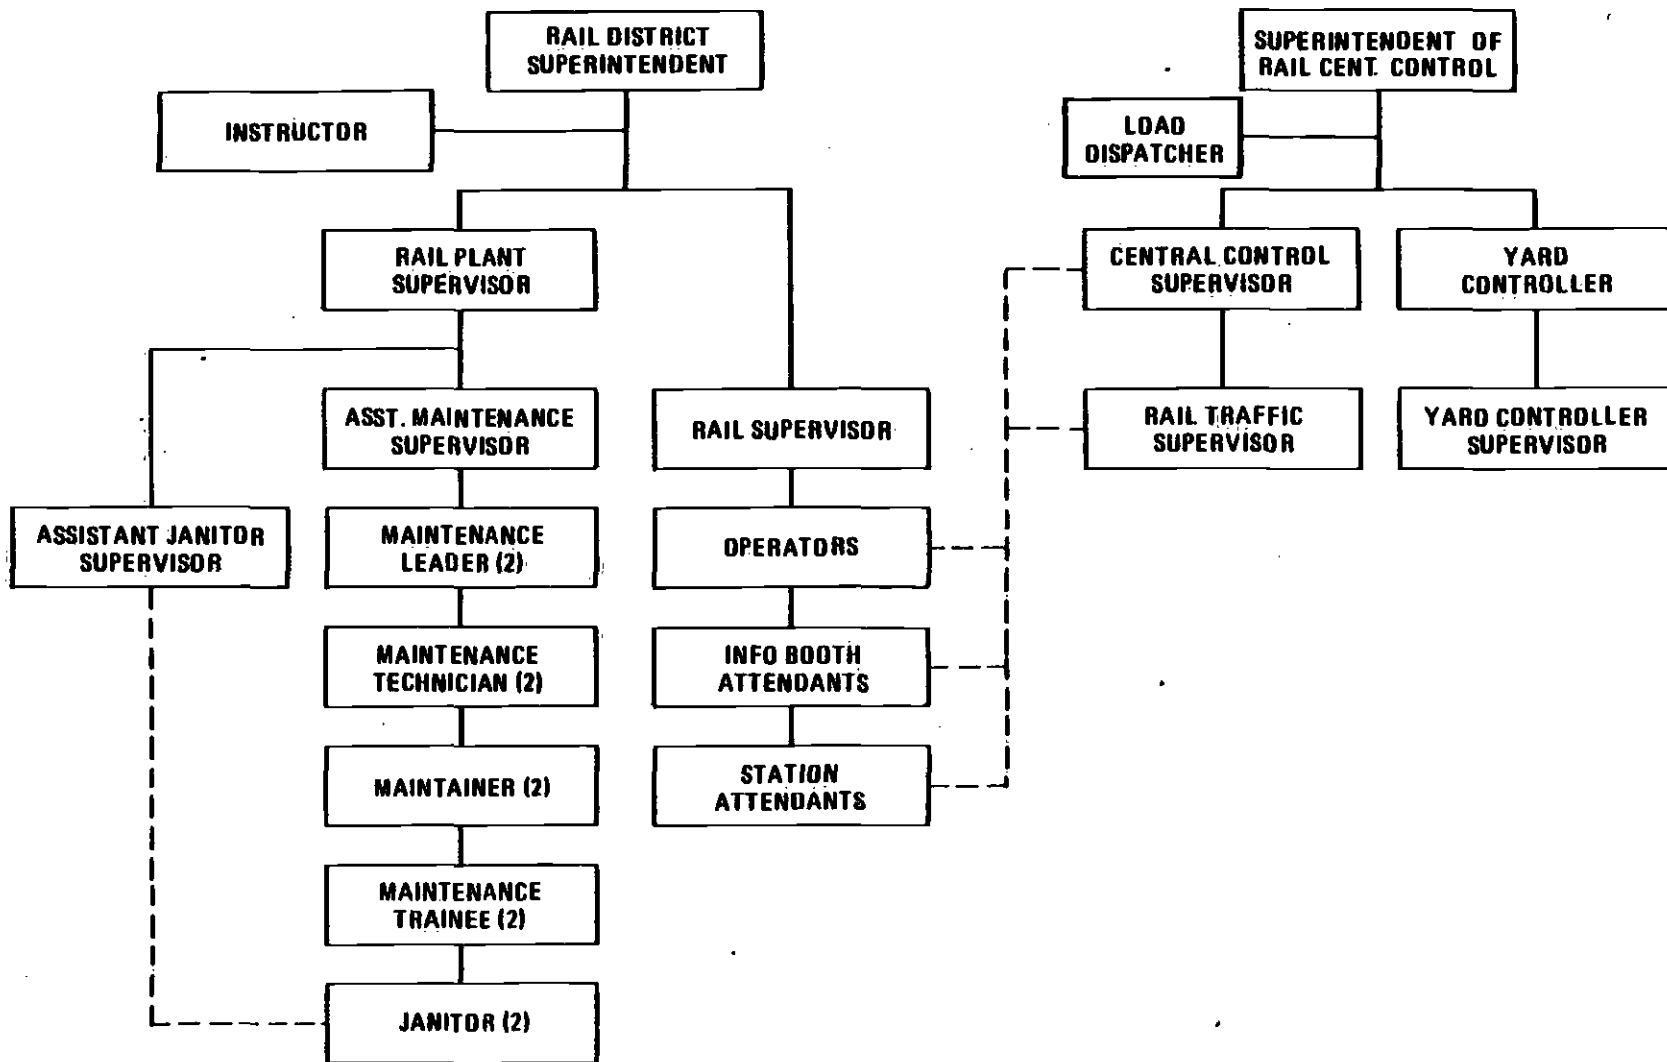 RAIL DISTRICT
SUPERINTENDENT
SUPERINTENDENT OF
RAIL CENT. CONTROL
INSTRUCTOR
LOAD
DISPATCHER
RAIL PLANT
SUPERVISOR
CENTRAL CONTROL
SUPERVISOR
YARD
CONTROLLER
ASST. MAINTENANCE
SUPERVISOR
RAIL SUPERVISOR
RAIL TRAFFIC
SUPERVISOR
YARD CONTROLLER
SUPERVISOR
ASSISTANT JANITOR
SUPERVISOR
MAINTENANCE
LEADER (2)
OPERATORS
MAINTENANCE
TECHNICIAN (2)
INFO BOOTH
ATTENDANTS
MAINTAINER (2)
STATION
ATTENDANTS
MAINTENANCE
TRAINEE (2)
JANITOR (2)